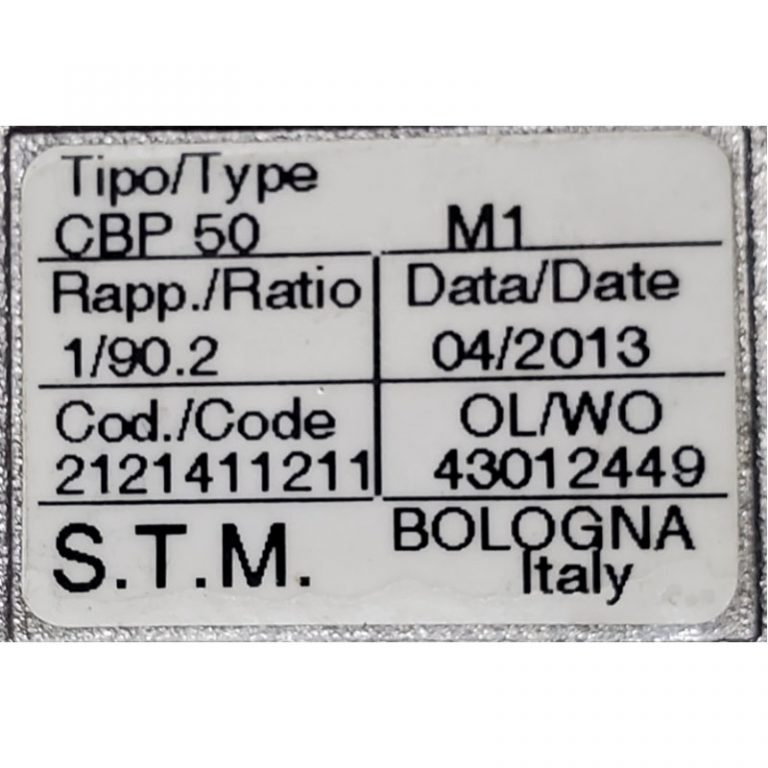 Tipo/Type
CBP 50 M1
Rapp./Ratio Data/Date
1/90.2 04/2013
Cod./Code OL/WO
2121411211 43012449
S.T.M. BOLOGNA
Italy